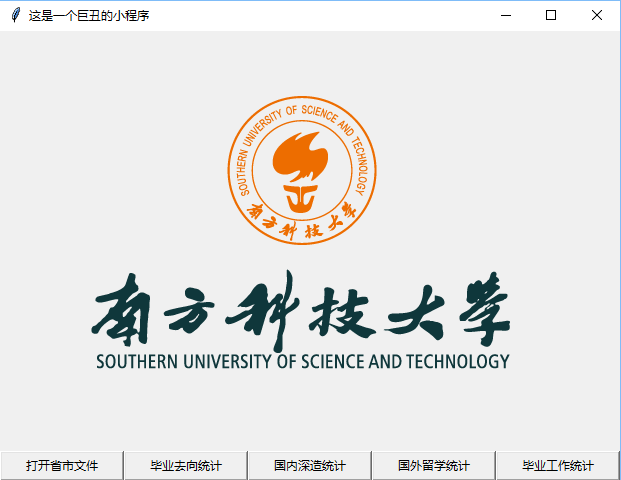 这是一个巨丑的小程序
SOUTHERN UNIVERSITY OF SCIENCE AND TECHNOLOGY
南方科技大学
南方科技大学
SOUTHERN UNIVERSITY OF SCIENCE AND TECHNOLOGY
打开省市文件 毕业去向统计 国内深造统计 国外留学统计 毕业工作统计